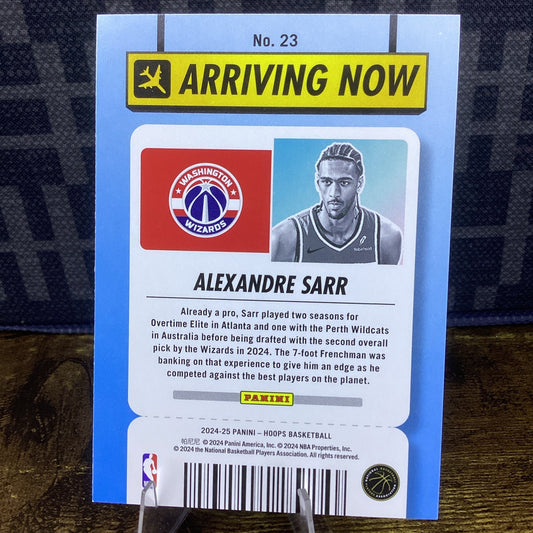 No. 23
ARRIVING NOW
WASHINGTON
WIZARDS
ALEXANDRE SARR
Already a pro, Sarr played two seasons for
Overtime Elite in Atlanta and one with the Perth Wildcats
in Australia before being drafted with the second overall
pick by the Wizards in 2024. The 7-foot Frenchman was
banking on that experience to give him an edge as he
competed against the best players on the planet.
PANINI
2024-25 PANINI – HOOPS BASKETBALL
帕尼尼 © 2024 Panini America, Inc. © 2024 NBA Properties, Inc.
© 2024 the National Basketball Players Association. All rights reserved.